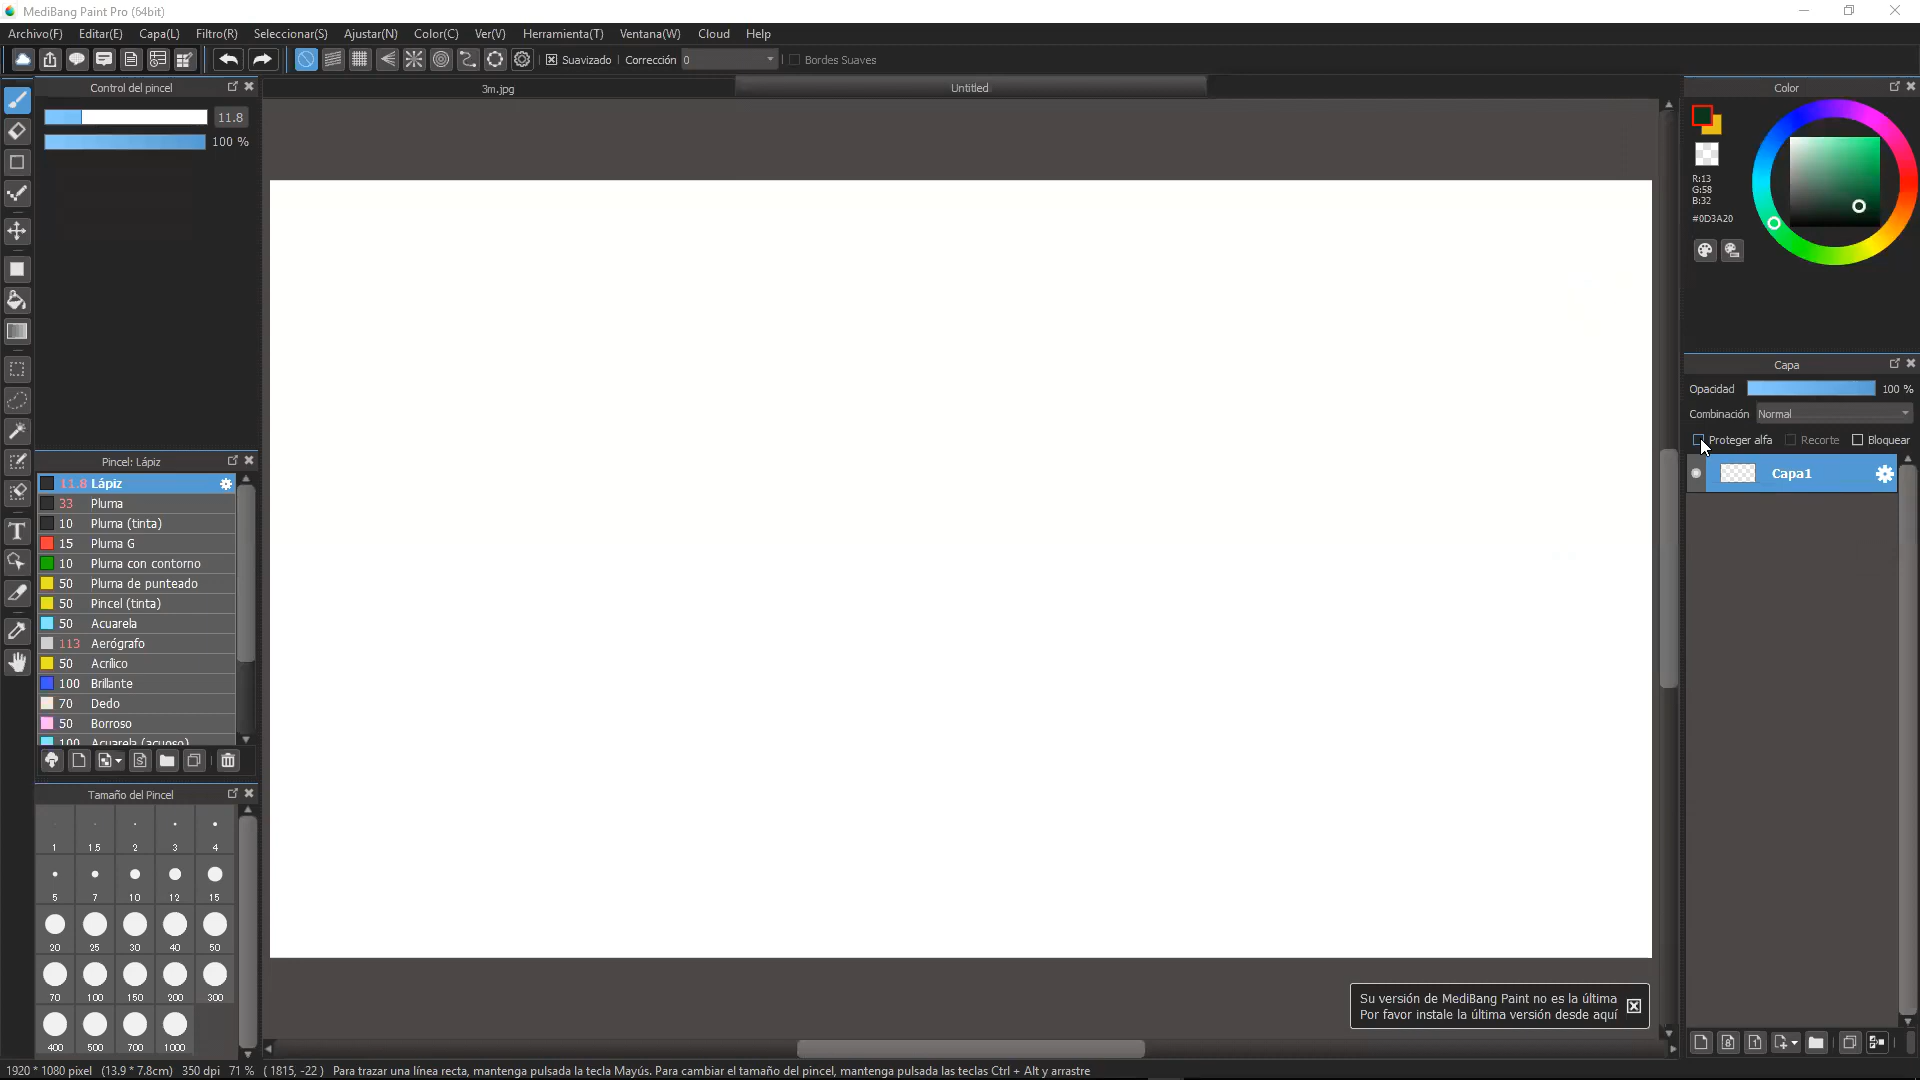 MediBang Paint Pro (64bit)
Archivo(F) Editar(E) Capa(L) Filtro(R) Seleccionar(S) Ajustar(N) Color(C) Ver(V) Herramienta(T) Ventana(W) Cloud Help
Suavizado Corrección 0 Bordes Suaves
Control del pincel
3m.jpg
Untitled
Color
11.8
100 %
R:13
G:58
B:32
#0D3A20
Capa
Opacidad 100 %
Combinación Normal
Proteger alfa Recorte Bloquear
Capa1
Pincel: Lápiz
11.8 Lápiz
33 Pluma
10 Pluma (tinta)
15 Pluma G
10 Pluma con contorno
50 Pluma de punteado
50 Pincel (tinta)
50 Acuarela
113 Aerógrafo
50 Acrílico
100 Brillante
70 Dedo
50 Borroso
100 Acuarela (acuoso)
Tamaño del Pincel
1 1.5 2 3 4
5 7 10 12 15
20 25 30 40 50
70 100 150 200 300
400 500 700 1000
Su versión de MediBang Paint no es la última
Por favor instale la última versión desde aquí
1920 * 1080 pixel (13.9 * 7.8cm) 350 dpi 71 % ( 1815, -22 ) Para trazar una línea recta, mantenga pulsada la tecla Mayús. Para cambiar el tamaño del pincel, mantenga pulsada las teclas Ctrl + Alt y arrastre